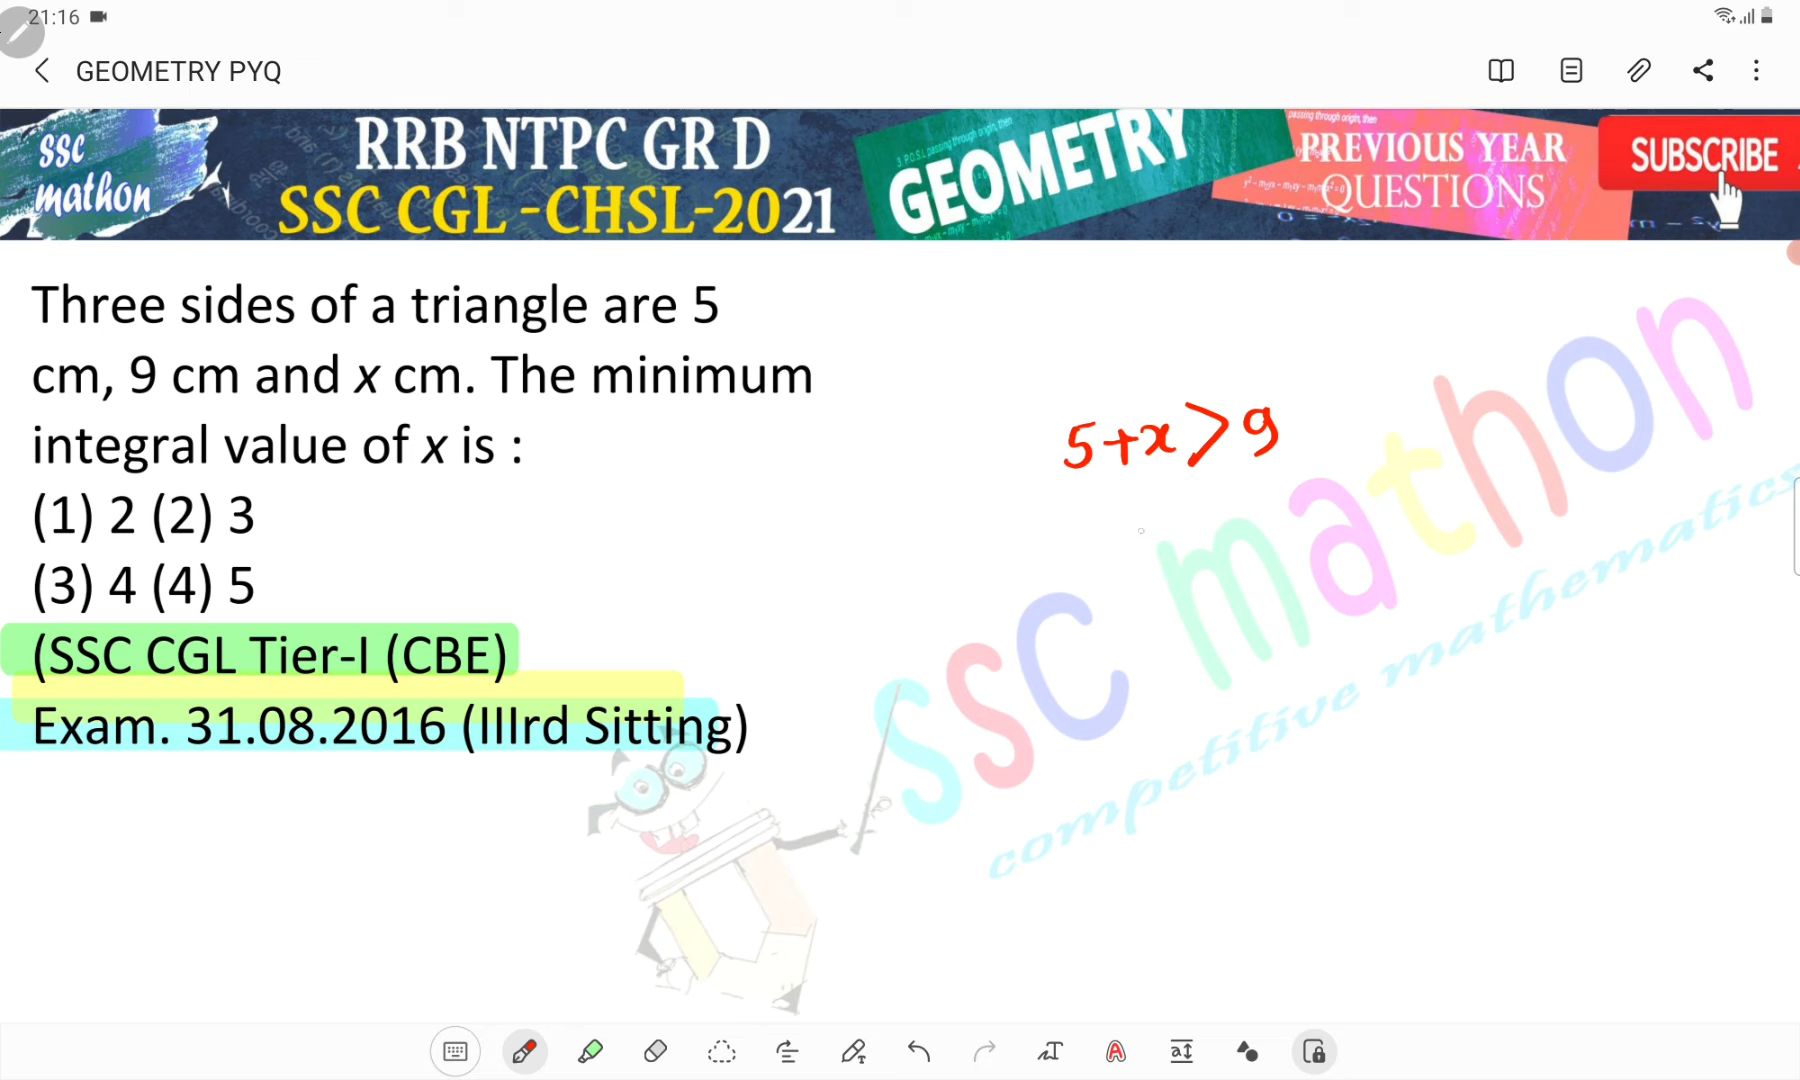 21:16
GEOMETRY PYQ
SSC mathon
RRB NTPC GR D
SSC CGL -CHSL-2021
GEOMETRY
PREVIOUS YEAR
QUESTIONS
SUBSCRIBE
Three sides of a triangle are 5
cm, 9 cm and x cm. The minimum
integral value of x is :
(1) 2 (2) 3
(3) 4 (4) 5
(SSC CGL Tier-I (CBE)
Exam. 31.08.2016 (IIIrd Sitting)
5+x>9
SSC mathon
competitive mathematics